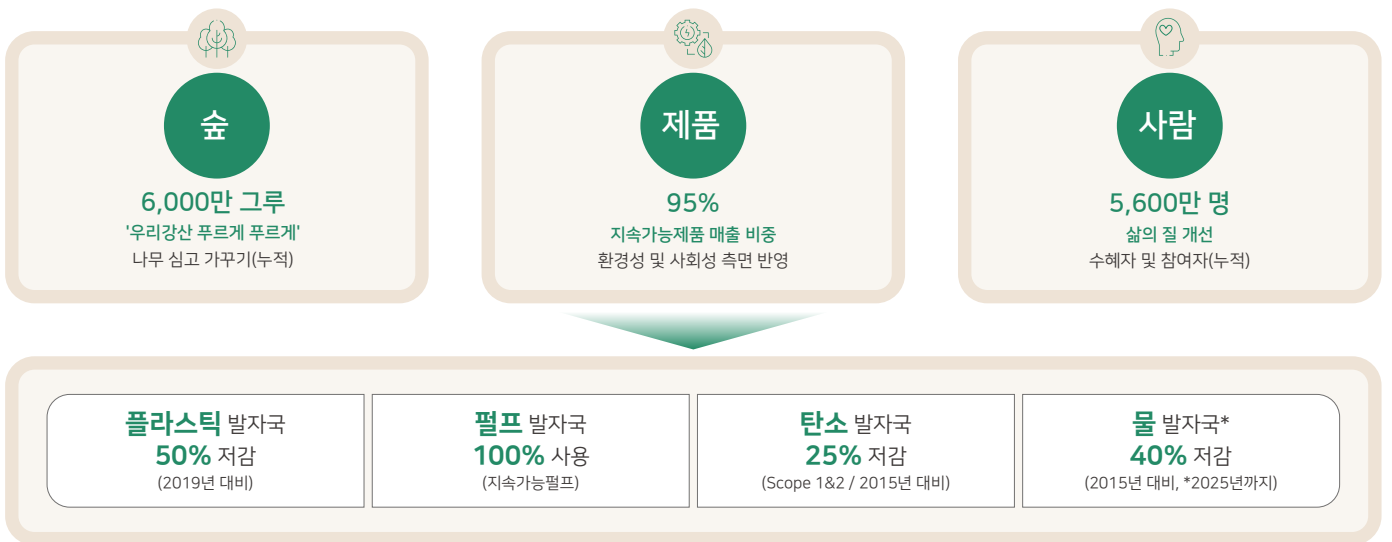 숲
6,000만 그루
'우리강산 푸르게 푸르게'
나무 심고 가꾸기(누적)
제품
95%
지속가능제품 매출 비중
환경성 및 사회성 측면 반영
사람
5,600만 명
삶의 질 개선
수혜자 및 참여자(누적)
플라스틱 발자국
50% 저감
(2019년 대비)
펄프 발자국
100% 사용
(지속가능펄프)
탄소 발자국
25% 저감
(Scope 1&2 / 2015년 대비)
물 발자국*
40% 저감
(2015년 대비, *2025년까지)